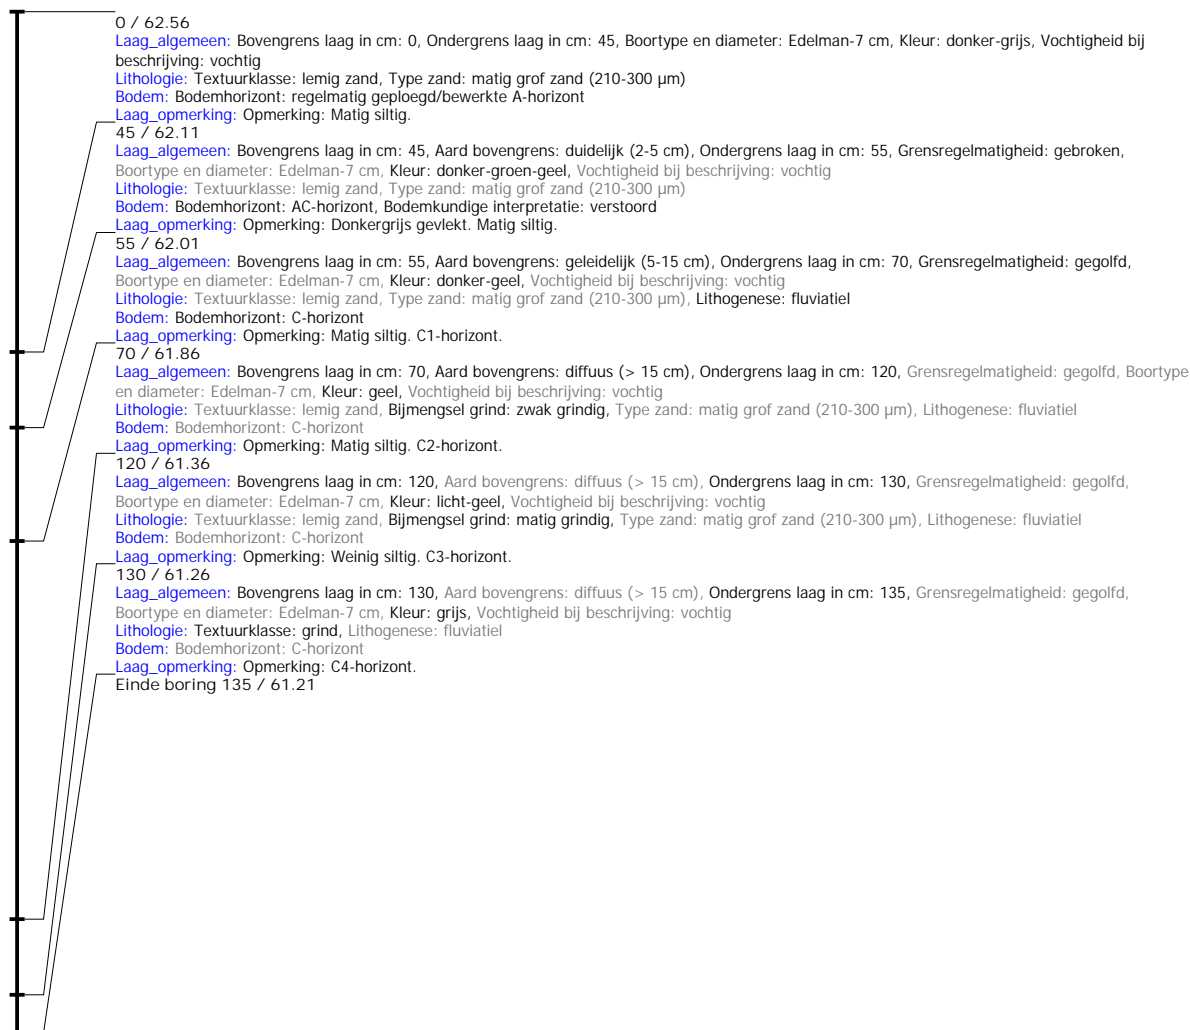 0 / 62.56
Laag_algemeen: Bovengrens laag in cm: 0, Ondergrens laag in cm: 45, Boortype en diameter: Edelman-7 cm, Kleur: donker-grijs, Vochtigheid bij
beschrijving: vochtig
Lithologie: Textuurklasse: lemig zand, Type zand: matig grof zand (210-300 µm)
Bodem: Bodemhorizont: regelmatig geploegd/bewerkte A-horizont
Laag_opmerking: Opmerking: Matig siltig.
45 / 62.11
Laag_algemeen: Bovengrens laag in cm: 45, Aard bovengrens: duidelijk (2-5 cm), Ondergrens laag in cm: 55, Grensregelmatigheid: gebroken,
Boortype en diameter: Edelman-7 cm, Kleur: donker-groen-geel, Vochtigheid bij beschrijving: vochtig
Lithologie: Textuurklasse: lemig zand, Type zand: matig grof zand (210-300 µm)
Bodem: Bodemhorizont: AC-horizont, Bodemkundige interpretatie: verstoord
Laag_opmerking: Opmerking: Donkergrijs gevlekt. Matig siltig.
55 / 62.01
Laag_algemeen: Bovengrens laag in cm: 55, Aard bovengrens: geleidelijk (5-15 cm), Ondergrens laag in cm: 70, Grensregelmatigheid: gegolfd,
Boortype en diameter: Edelman-7 cm, Kleur: donker-geel, Vochtigheid bij beschrijving: vochtig
Lithologie: Textuurklasse: lemig zand, Type zand: matig grof zand (210-300 µm), Lithogenese: fluviatiel
Bodem: Bodemhorizont: C-horizont
Laag_opmerking: Opmerking: Matig siltig. C1-horizont.
70 / 61.86
Laag_algemeen: Bovengrens laag in cm: 70, Aard bovengrens: diffuus (> 15 cm), Ondergrens laag in cm: 120, Grensregelmatigheid: gegolfd, Boortype
en diameter: Edelman-7 cm, Kleur: geel, Vochtigheid bij beschrijving: vochtig
Lithologie: Textuurklasse: lemig zand, Bijmengsel grind: zwak grindig, Type zand: matig grof zand (210-300 µm), Lithogenese: fluviatiel
Bodem: Bodemhorizont: C-horizont
Laag_opmerking: Opmerking: Matig siltig. C2-horizont.
120 / 61.36
Laag_algemeen: Bovengrens laag in cm: 120, Aard bovengrens: diffuus (> 15 cm), Ondergrens laag in cm: 130, Grensregelmatigheid: gegolfd,
Boortype en diameter: Edelman-7 cm, Kleur: licht-geel, Vochtigheid bij beschrijving: vochtig
Lithologie: Textuurklasse: lemig zand, Bijmengsel grind: matig grindig, Type zand: matig grof zand (210-300 µm), Lithogenese: fluviatiel
Bodem: Bodemhorizont: C-horizont
Laag_opmerking: Opmerking: Weinig siltig. C3-horizont.
130 / 61.26
Laag_algemeen: Bovengrens laag in cm: 130, Aard bovengrens: diffuus (> 15 cm), Ondergrens laag in cm: 135, Grensregelmatigheid: gegolfd,
Boortype en diameter: Edelman-7 cm, Kleur: grijs, Vochtigheid bij beschrijving: vochtig
Lithologie: Textuurklasse: grind, Lithogenese: fluviatiel
Bodem: Bodemhorizont: C-horizont
Laag_opmerking: Opmerking: C4-horizont.
Einde boring 135 / 61.21